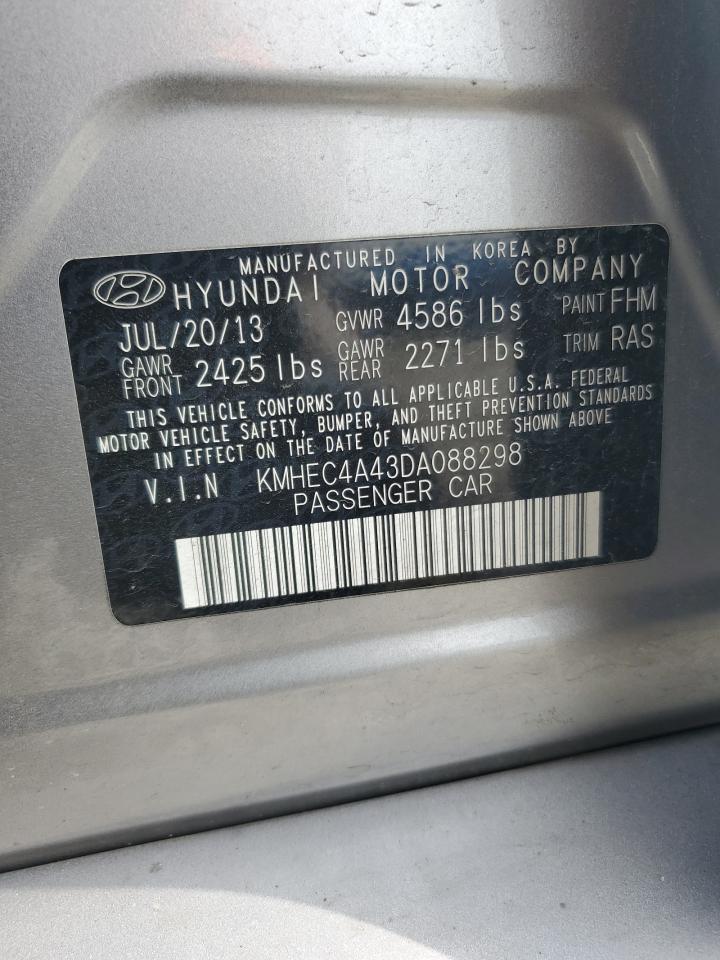 MANUFACTURED IN KOREA BY
HYUNDAI MOTOR COMPANY
JUL/20/13 GVWR 4586 lbs PAINT FHM
GAWR FRONT 2425 lbs GAWR REAR 2271 lbs TRIM RAS
THIS VEHICLE CONFORMS TO ALL APPLICABLE U.S.A. FEDERAL
MOTOR VEHICLE SAFETY, BUMPER, AND THEFT PREVENTION STANDARDS
IN EFFECT ON THE DATE OF MANUFACTURE SHOWN ABOVE
V.I.N KMHEC4A43DA088298
PASSENGER CAR